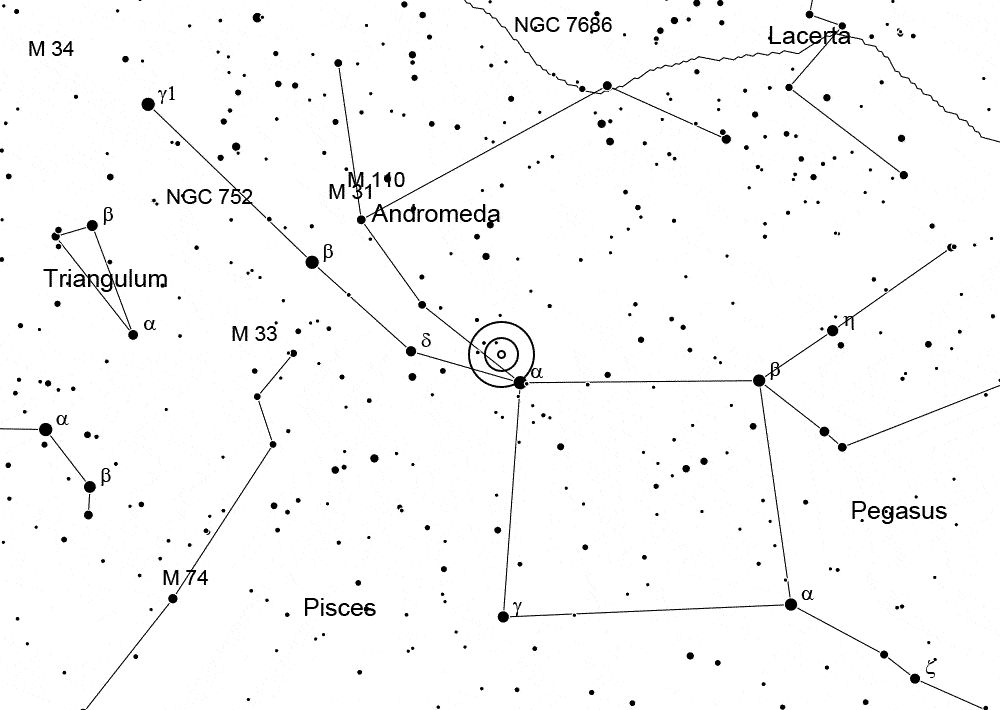 NGC 7686
Lacerta
M 34
γ1
M 110
M 31
NGC 752
Andromeda
β
β
Triangulum
α
M 33
δ
α
η
β
α
β
Pegasus
M 74
Pisces
γ
α
ζ